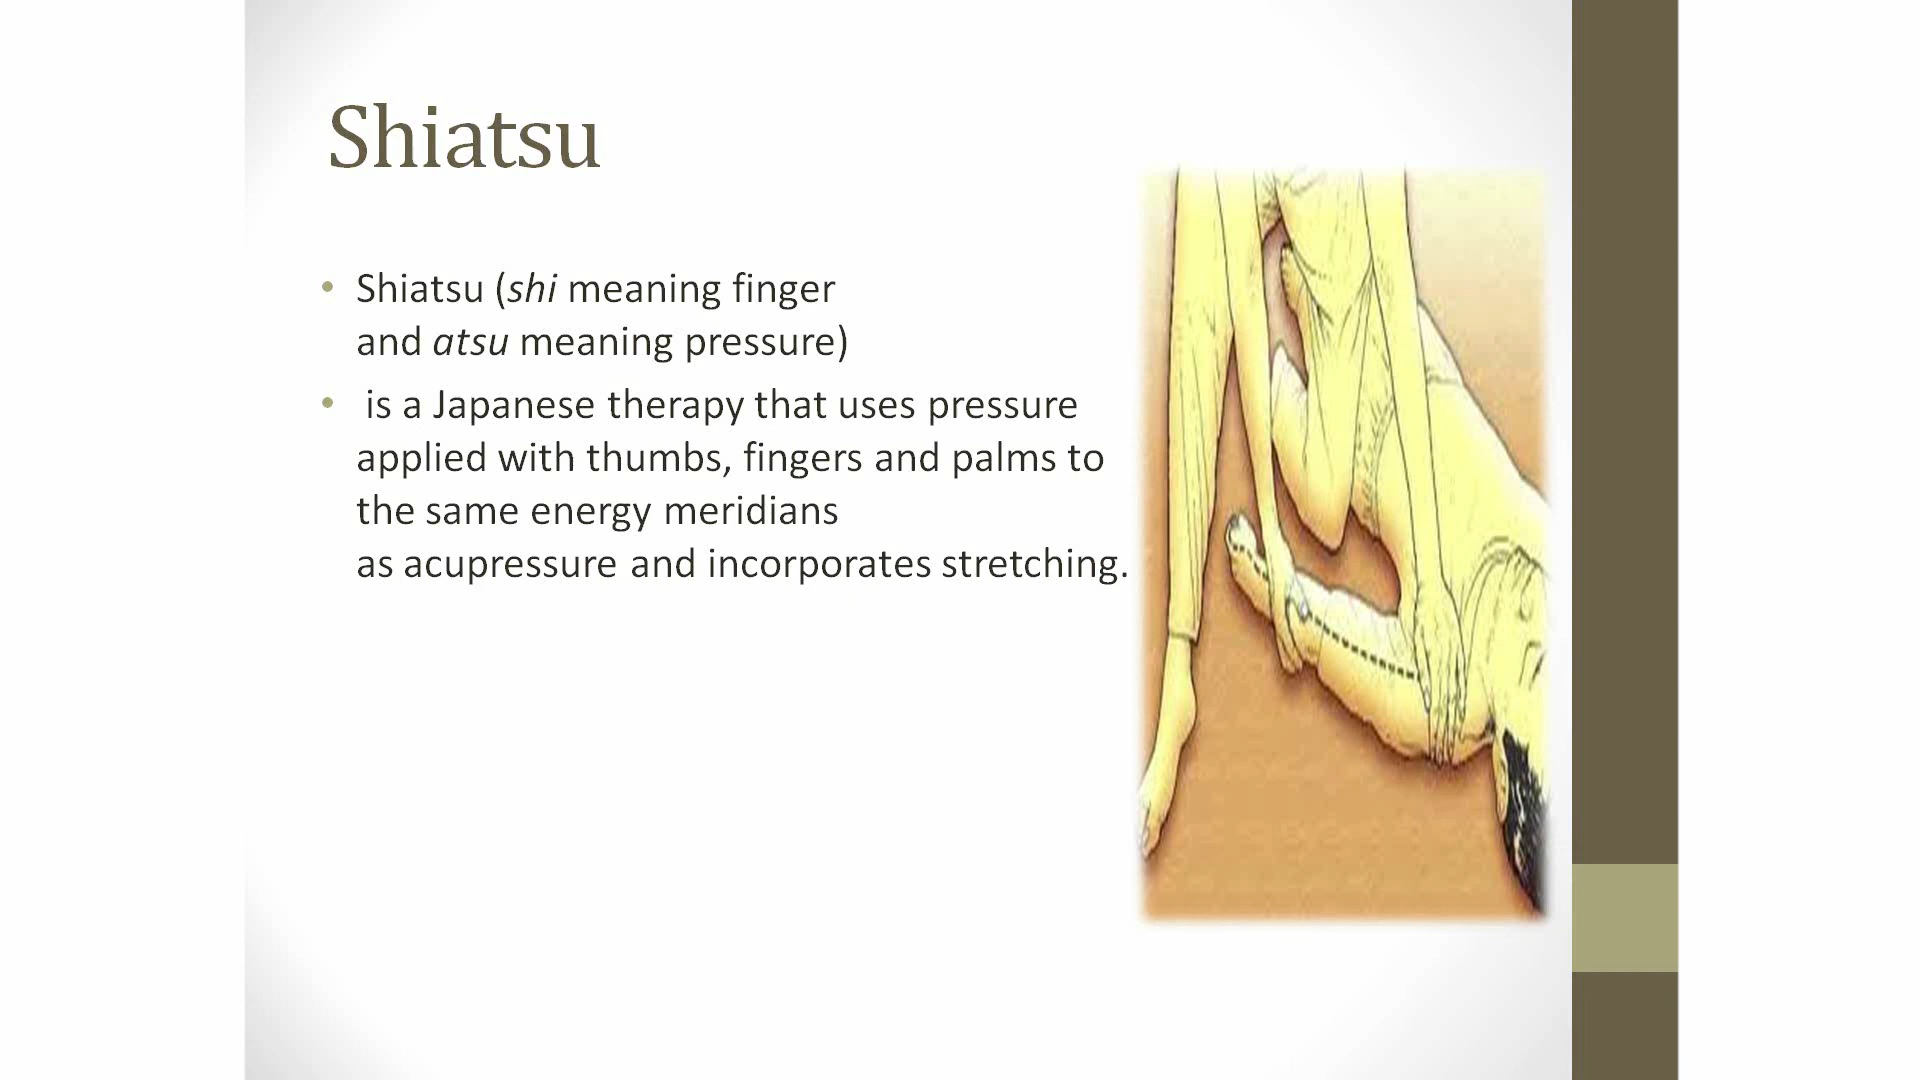 Shiatsu
• Shiatsu (shi meaning finger
and atsu meaning pressure)
• is a Japanese therapy that uses pressure
applied with thumbs, fingers and palms to
the same energy meridians
as acupressure and incorporates stretching.